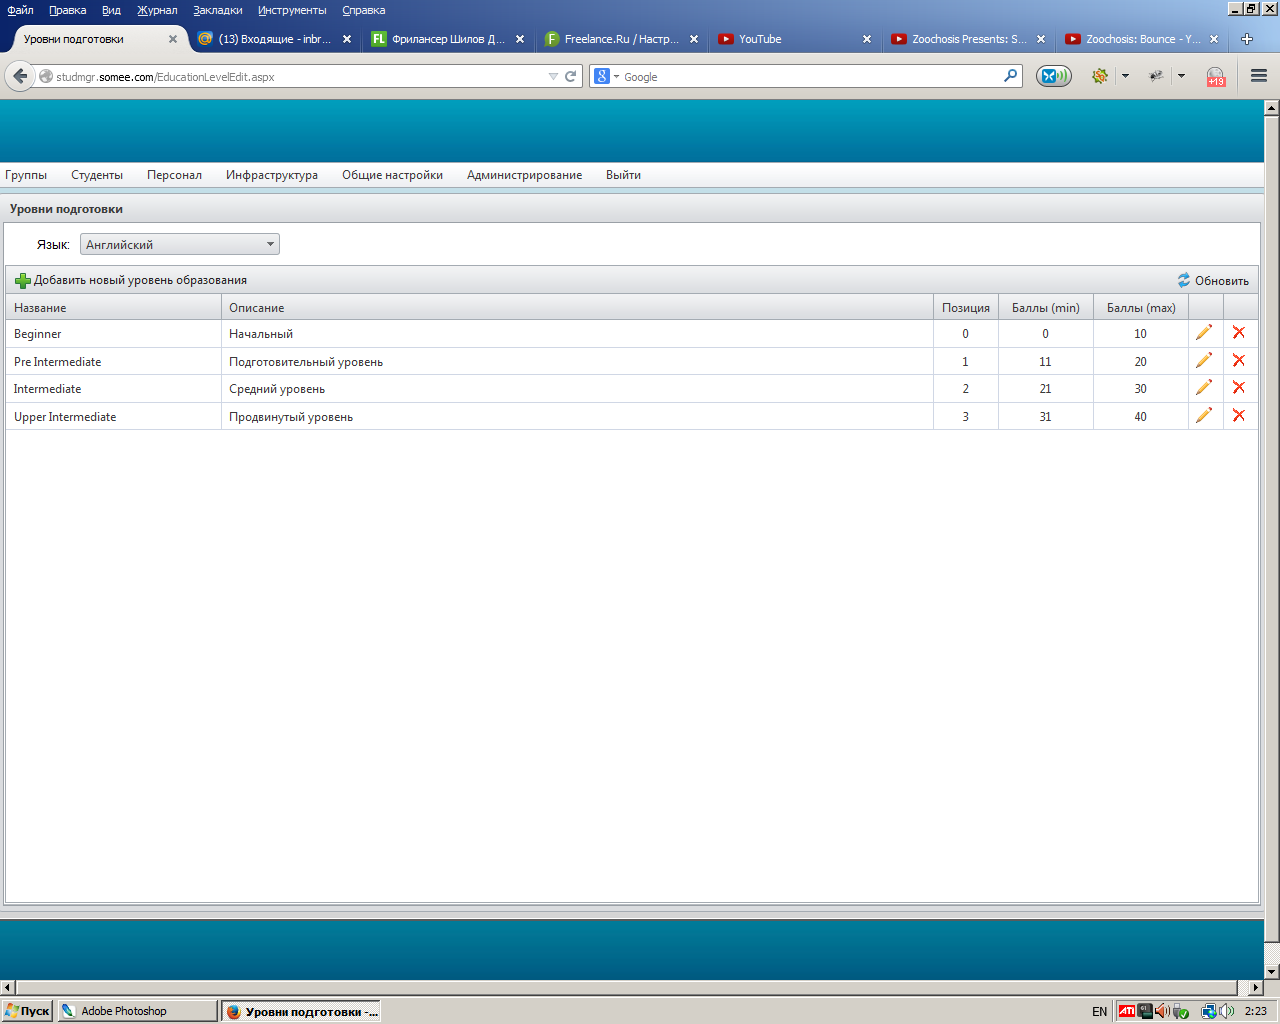 Файл Правка Вид Журнал Закладки Инструменты Справка
Уровни подготовки (13) Входящие - inbr... Фрилансер Шилов Д... Freelance.Ru / Настр... YouTube Zoochosis Presents: S... Zoochosis: Bounce - Y...
studmgr.somee.com/EducationLevelEdit.aspx Google +19
Группы Студенты Персонал Инфраструктура Общие настройки Администрирование Выйти
Уровни подготовки
Язык: Английский
Добавить новый уровень образования Обновить
Название Описание Позиция Баллы (min) Баллы (max)
Beginner Начальный 0 0 10
Pre Intermediate Подготовительный уровень 1 11 20
Intermediate Средний уровень 2 21 30
Upper Intermediate Продвинутый уровень 3 31 40
Пуск Adobe Photoshop Уровни подготовки -... EN ATI 2:23